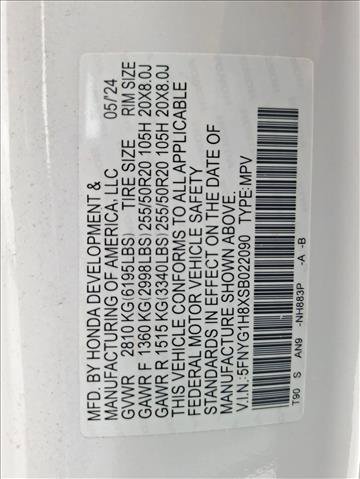 MFD. BY HONDA DEVELOPMENT &
MANUFACTURING OF AMERICA, LLC 05/'24
GVWR 2810 KG(6195LBS) TIRE SIZE RIM SIZE
GAWR F 1360 KG(2998LBS) 255/50R20 105H 20X8.0J
GAWR R 1515 KG(3340LBS) 255/50R20 105H 20X8.0J
THIS VEHICLE CONFORMS TO ALL APPLICABLE
FEDERAL MOTOR VEHICLE SAFETY
STANDARDS IN EFFECT ON THE DATE OF
MANUFACTURE SHOWN ABOVE.
V.I.N.:5FNYG1H8XSB022090 TYPE: MPV
T90 S AN9 -NH883P -A -B